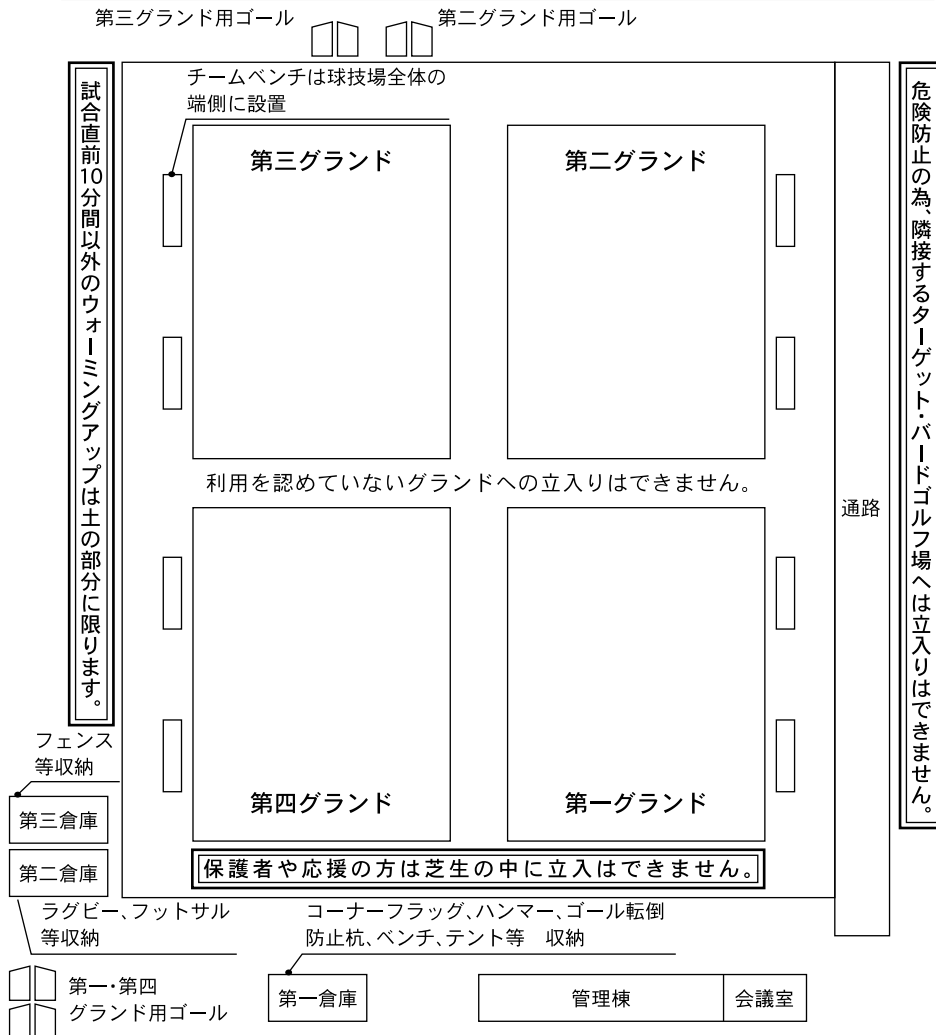 第三グランド用ゴール
第二グランド用ゴール
チームベンチは球技場全体の
端側に設置
試合直前10分間以外のウォーミングアップは土の部分に限ります。
危険防止の為、隣接するターゲット・バードゴルフ場へは立入りはできません。
第三グランド
第二グランド
利用を認めていないグランドへの立入りはできません。
通路
第四グランド
第一グランド
保護者や応援の方は芝生の中に立入はできません。
フェンス
等収納
第三倉庫
第二倉庫
ラグビー、フットサル
等収納
コーナーフラッグ、ハンマー、ゴール転倒
防止杭、ベンチ、テント等　収納
第一・第四
グランド用ゴール
第一倉庫
管理棟
会議室